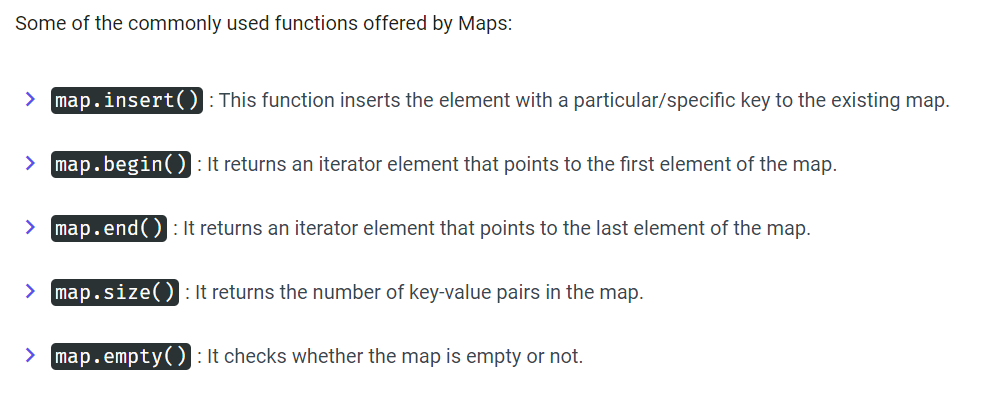 Some of the commonly used functions offered by Maps:
map.insert() : This function inserts the element with a particular/specific key to the existing map.
map.begin() : It returns an iterator element that points to the first element of the map.
map.end() : It returns an iterator element that points to the last element of the map.
map.size() : It returns the number of key-value pairs in the map.
map.empty() : It checks whether the map is empty or not.